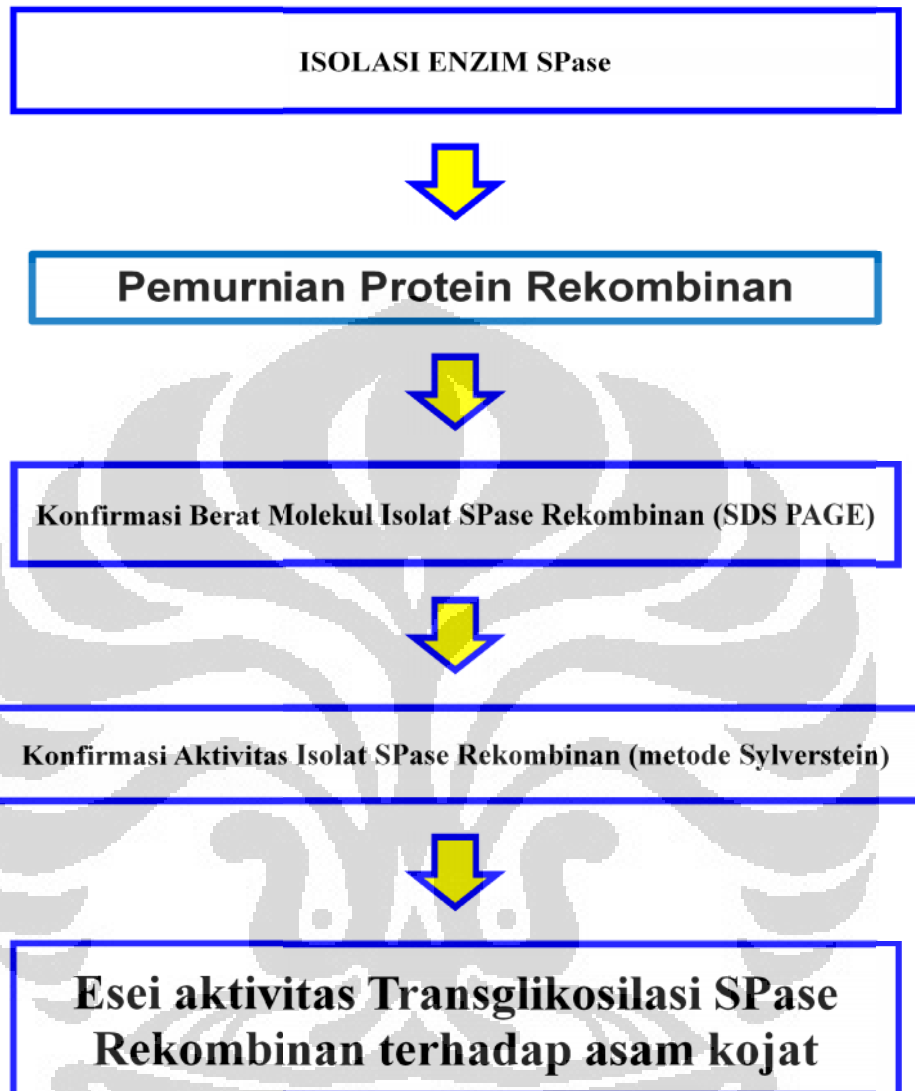 ISOLASI ENZIM SPase
Pemurnian Protein Rekombinan
Konfirmasi Berat Molekul Isolat SPase Rekombinan (SDS PAGE)
Konfirmasi Aktivitas Isolat SPase Rekombinan (metode Sylverstein)
Esei aktivitas Transglikosilasi SPase
Rekombinan terhadap asam kojat